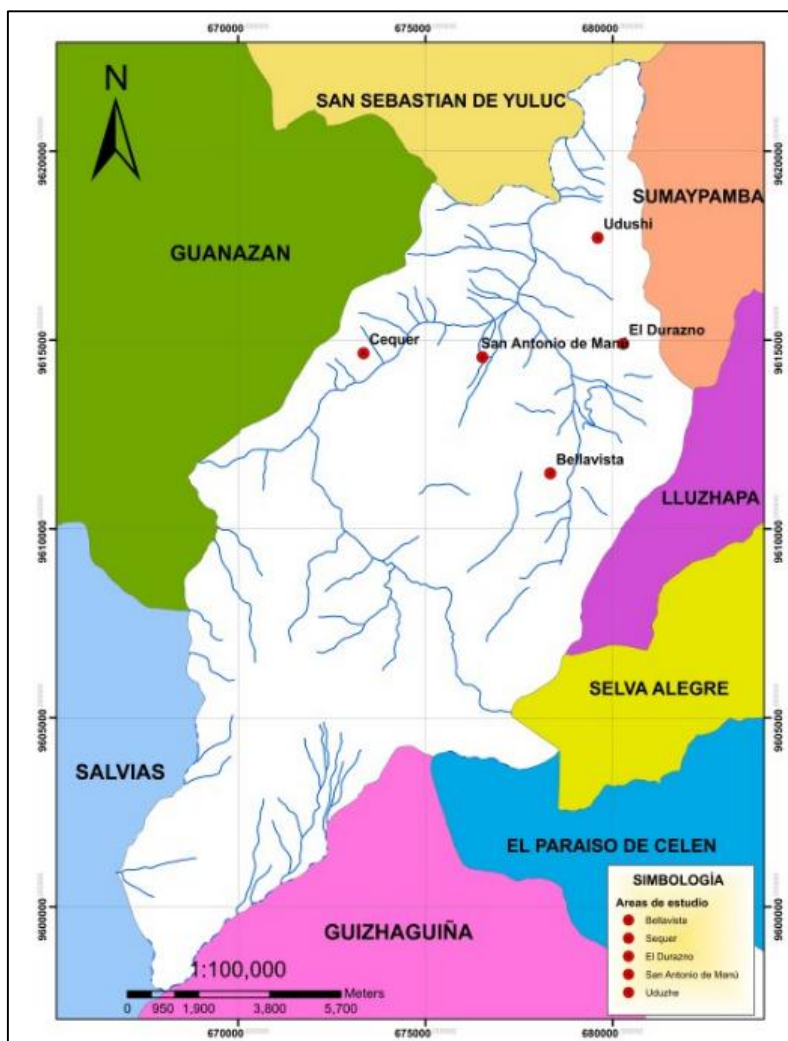 670000 675000 680000
N
SAN SEBASTIAN DE YULUC
9620000 9620000
SUMAYPAMBA
Udushi
GUANAZAN
El Durazno
9615000 9615000
Cequer
San Antonio de Manú
Bellavista
LLUZHAPA
9610000 9610000
SELVA ALEGRE
9605000 9605000
SALVIAS
EL PARAISO DE CELEN
SIMBOLOGÍA
Areas de estudio
Bellavista
Sequer
El Durazno
San Antonio de Manú
Uduzhe
9600000 9600000
GUIZHAGUIÑA
1:100,000
Meters
0 950 1,900 3,800 5,700
670000 675000 680000